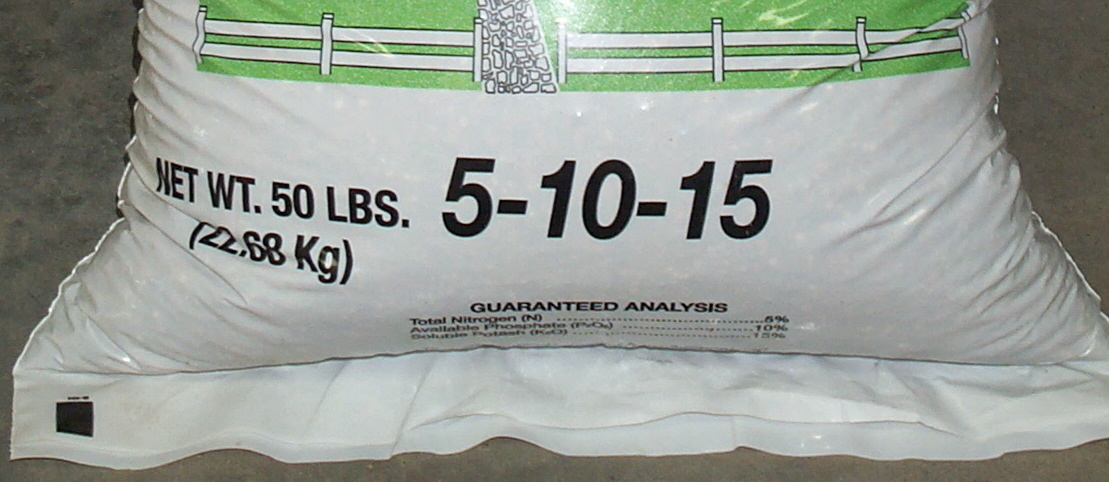 NET WT. 50 LBS.
(22.68 Kg)
5-10-15
GUARANTEED ANALYSIS
Total Nitrogen (N) ........................ 5%
Available Phosphate (P₂O₅) ........................ 10%
Soluble Potash (K₂O) ........................ 15%